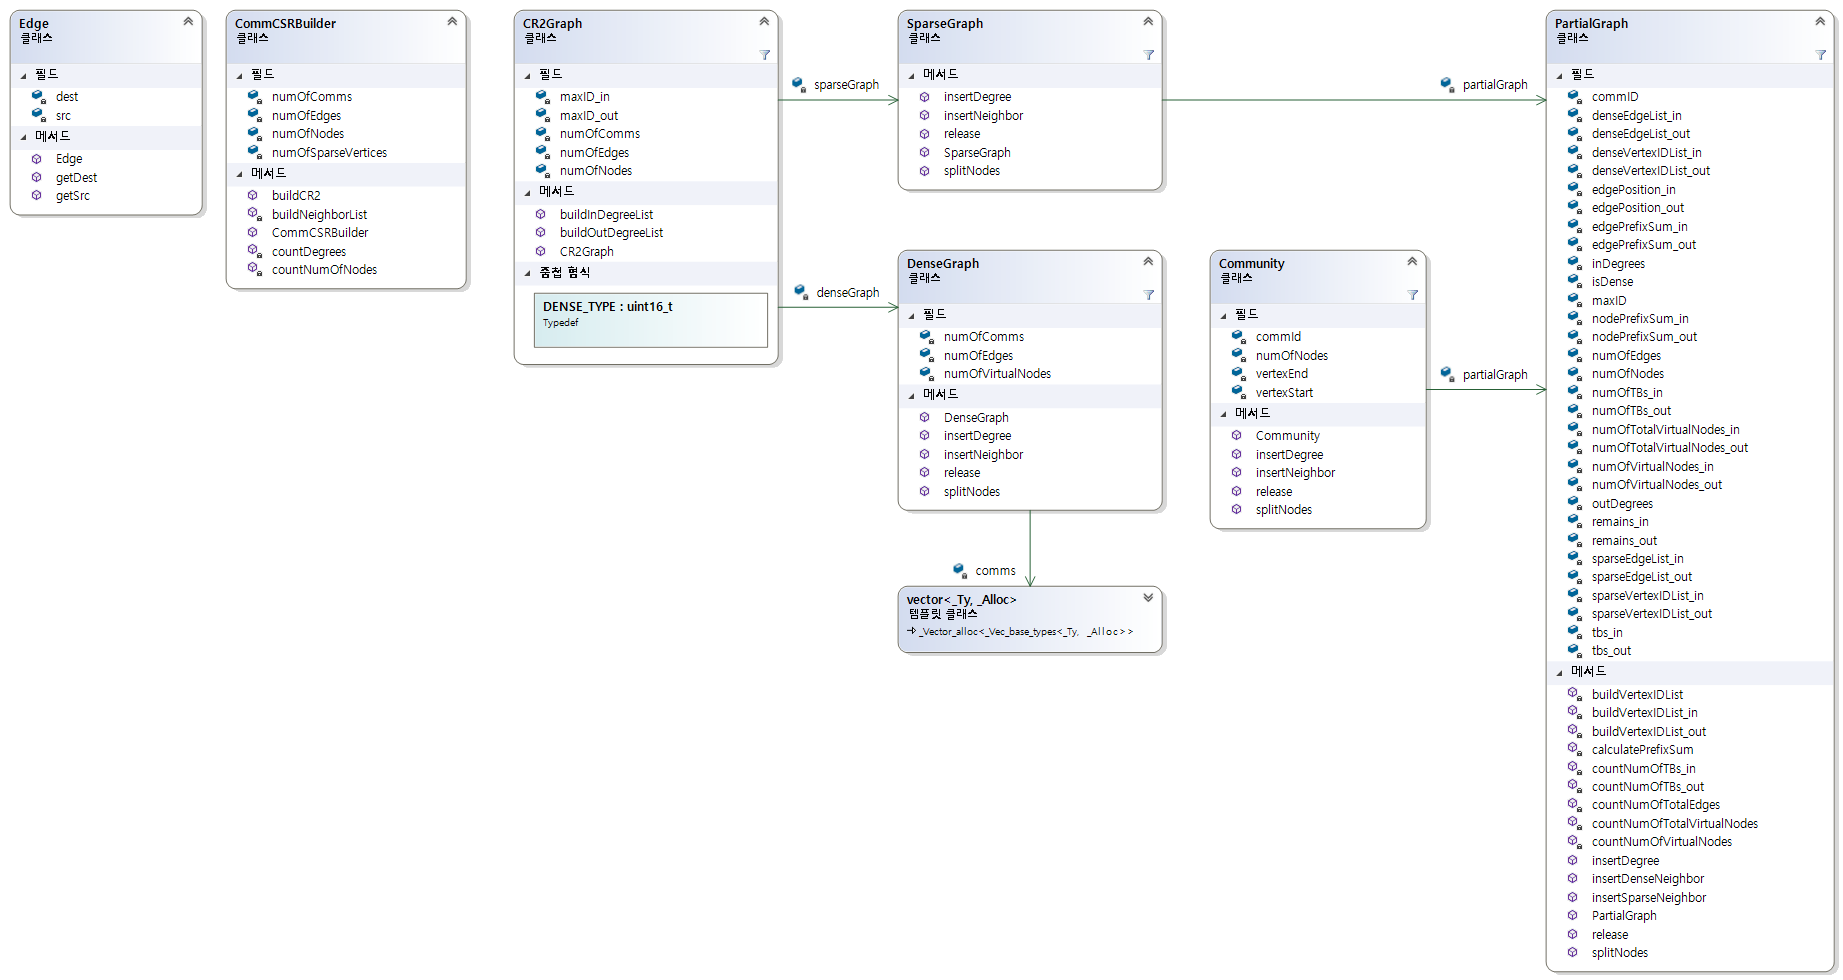 Edge
클래스
필드
dest
src
메서드
Edge
getDest
getSrc
CommCSRBuilder
클래스
필드
numOfComms
numOfEdges
numOfNodes
numOfSparseVertices
메서드
buildCR2
buildNeighborList
CommCSRBuilder
countDegrees
countNumOfNodes
CR2Graph
클래스
필드
maxID_in
maxID_out
numOfComms
numOfEdges
numOfNodes
메서드
buildInDegreeList
buildOutDegreeList
CR2Graph
중첩 형식
DENSE_TYPE : uint16_t
Typedef
sparseGraph
denseGraph
SparseGraph
클래스
메서드
insertDegree
insertNeighbor
release
SparseGraph
splitNodes
partialGraph
DenseGraph
클래스
필드
numOfComms
numOfEdges
numOfVirtualNodes
메서드
DenseGraph
insertDegree
insertNeighbor
release
splitNodes
comms
vector<_Ty, _Alloc>
템플릿 클래스
_Vector_alloc<_Vec_base_types<_Ty, _Alloc>>
Community
클래스
필드
commId
numOfNodes
vertexEnd
vertexStart
메서드
Community
insertDegree
insertNeighbor
release
splitNodes
partialGraph
PartialGraph
클래스
필드
commID
denseEdgeList_in
denseEdgeList_out
denseVertexIDList_in
denseVertexIDList_out
edgePosition_in
edgePosition_out
edgePrefixSum_in
edgePrefixSum_out
inDegrees
isDense
maxID
nodePrefixSum_in
nodePrefixSum_out
numOfEdges
numOfNodes
numOfTBs_in
numOfTBs_out
numOfTotalVirtualNodes_in
numOfTotalVirtualNodes_out
numOfVirtualNodes_in
numOfVirtualNodes_out
outDegrees
remains_in
remains_out
sparseEdgeList_in
sparseEdgeList_out
sparseVertexIDList_in
sparseVertexIDList_out
tbs_in
tbs_out
메서드
buildVertexIDList
buildVertexIDList_in
buildVertexIDList_out
calculatePrefixSum
countNumOfTBs_in
countNumOfTBs_out
countNumOfTotalEdges
countNumOfTotalVirtualNodes
countNumOfVirtualNodes
insertDegree
insertDenseNeighbor
insertSparseNeighbor
PartialGraph
release
splitNodes